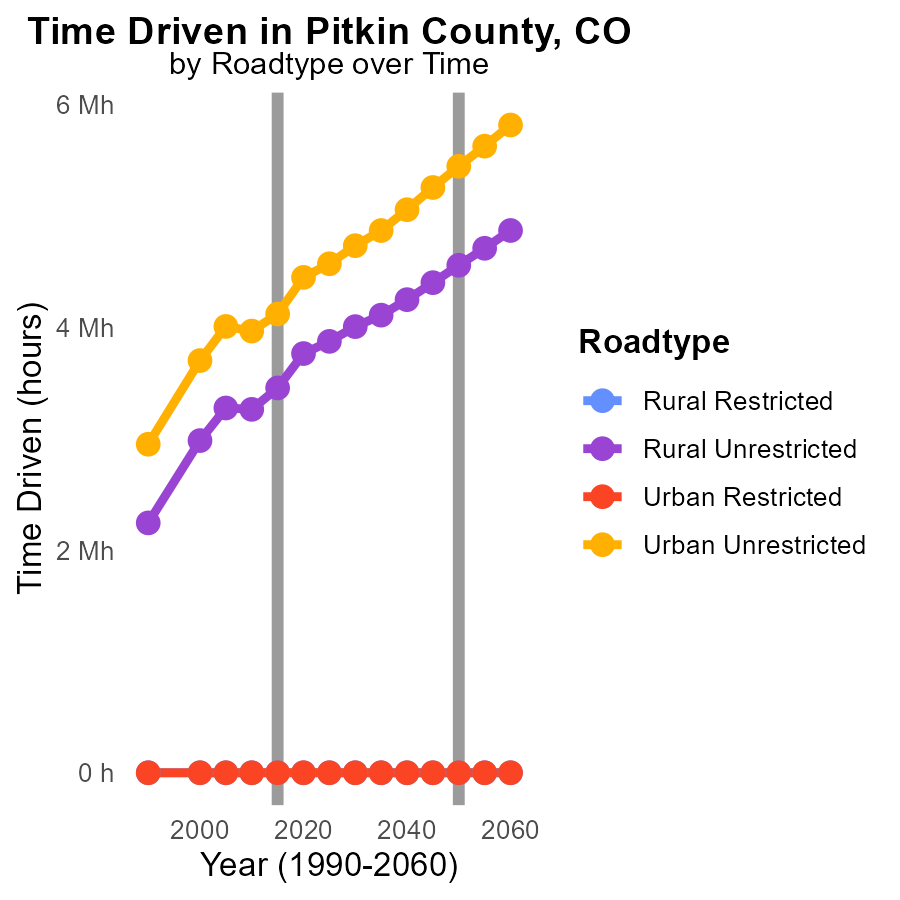 Time Driven in Pitkin County, CO
by Roadtype over Time
6 Mh
4 Mh
2 Mh
0 h
Time Driven (hours)
2000 2020 2040 2060
Year (1990-2060)
Roadtype
Rural Restricted
Rural Unrestricted
Urban Restricted
Urban Unrestricted